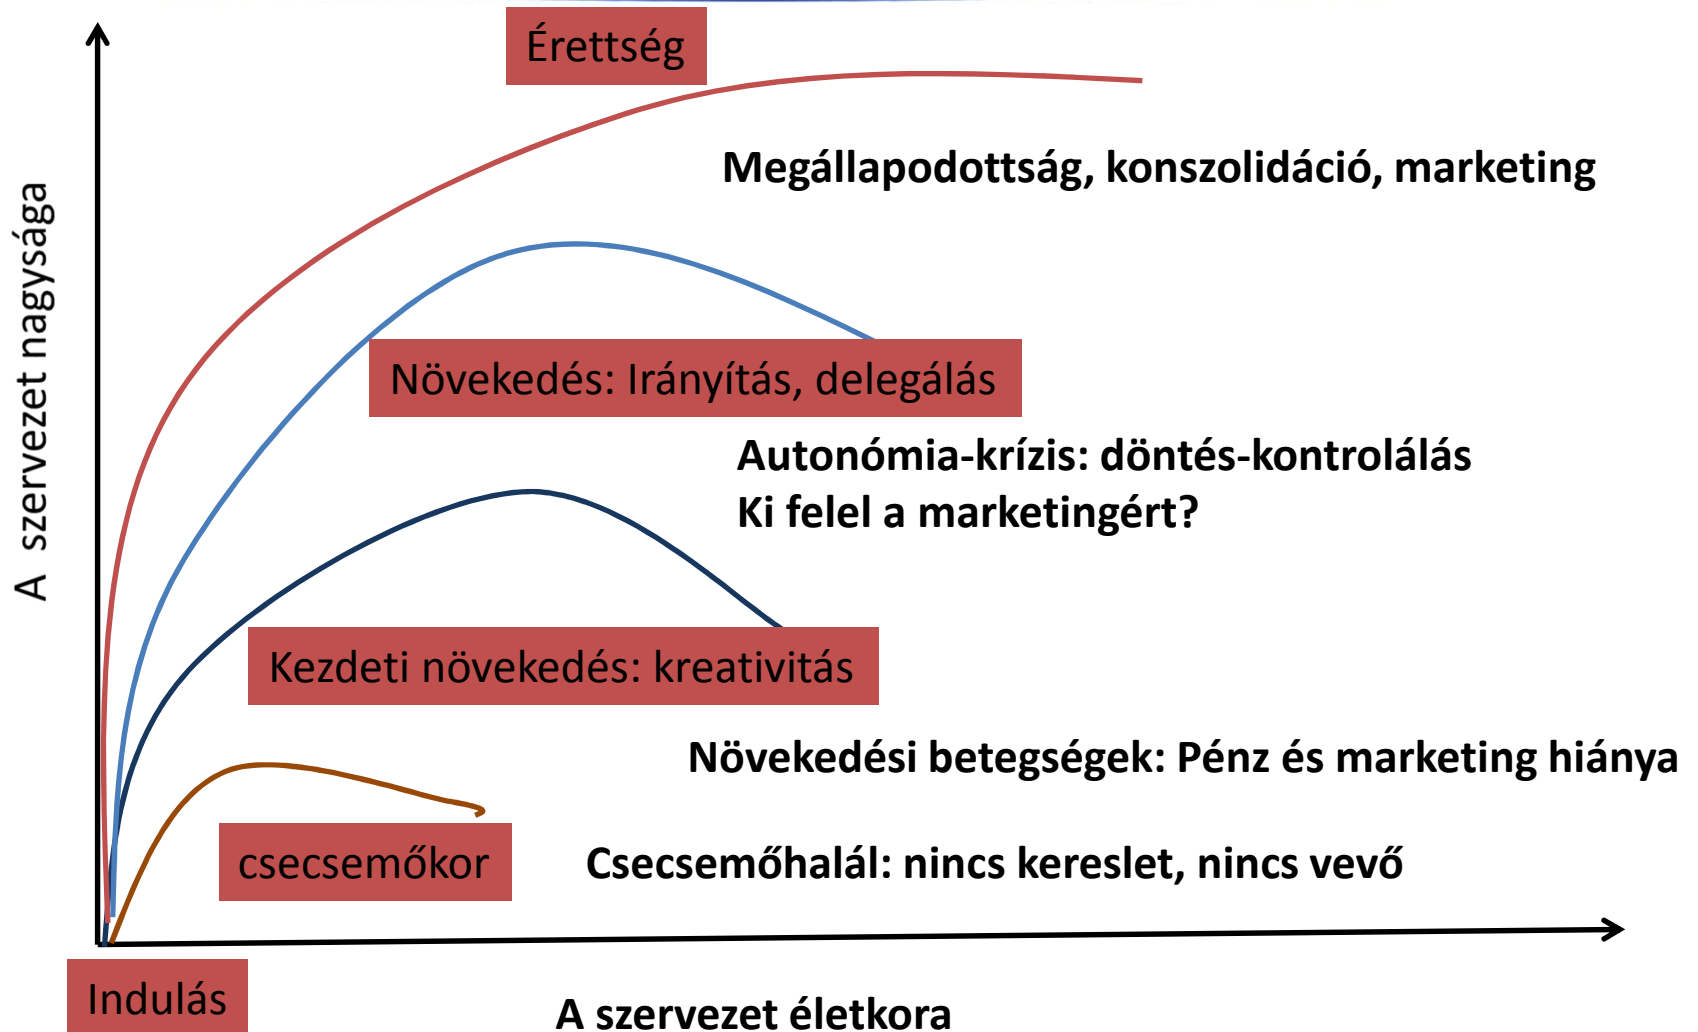 Érettség
Megállapodottság, konszolidáció, marketing
A szervezet nagysága
Növekedés: Irányítás, delegálás
Autonómia-krízis: döntés-kontrolálás
Ki felel a marketingért?
Kezdeti növekedés: kreativitás
Növekedési betegségek: Pénz és marketing hiánya
csecsemőkor
Csecsemőhalál: nincs kereslet, nincs vevő
Indulás
A szervezet életkora